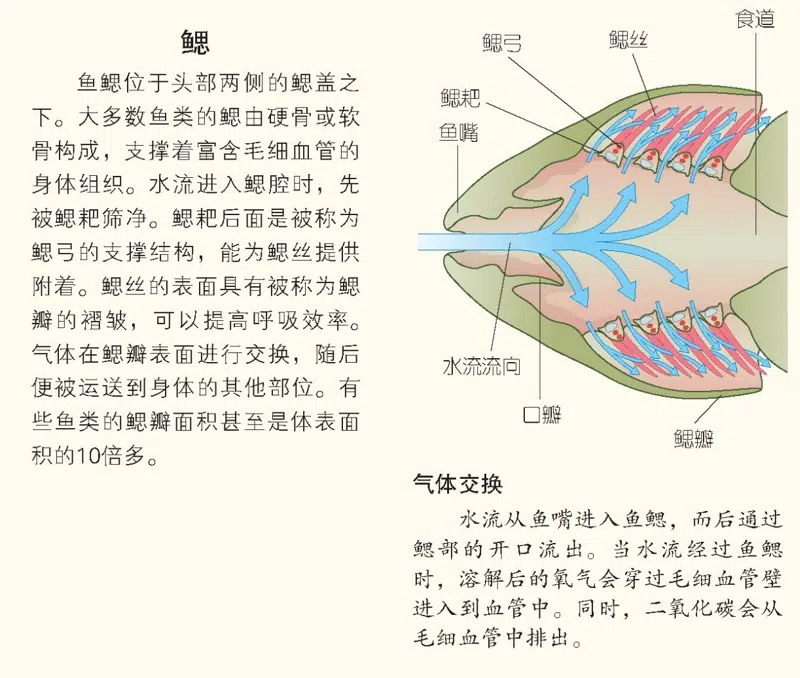 鳃
鱼鳃位于头部两侧的鳃盖之
下。大多数鱼类的鳃由硬骨或软
骨构成，支撑着富含毛细血管的
身体组织。水流进入鳃腔时，先
被鳃耙筛净。鳃耙后面是被称为
鳃弓的支撑结构，能为鳃丝提供
附着。鳃丝的表面具有被称为鳃
瓣的褶皱，可以提高呼吸效率。
气体在鳃瓣表面进行交换，随后
便被运送到身体的其他部位。有
些鱼类的鳃瓣面积甚至是体表面
积的10倍多。
食道
鳃弓
鳃丝
鳃耙
鱼嘴
水流流向
口瓣
鳃瓣
气体交换
水流从鱼嘴进入鱼鳃，而后通过
鳃部的开口流出。当水流经过鱼鳃
时，溶解后的氧气会穿过毛细血管壁
进入到血管中。同时，二氧化碳会从
毛细血管中排出。